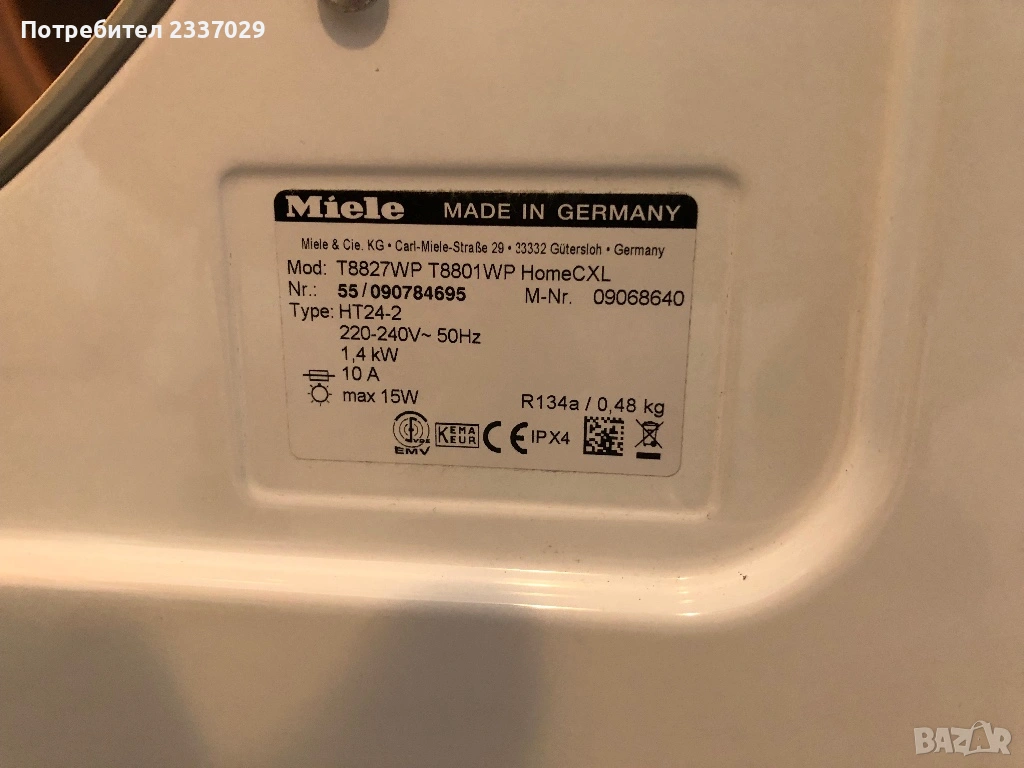 Потребител 2337029
Miele MADE IN GERMANY
Miele & Cie. KG • Carl-Miele-Straße 29 • 33332 Gütersloh • Germany
Mod: T8827WP T8801WP HomeCXL
Nr.: 55/090784695 M-Nr. 09068640
Type: HT24-2
220-240V~ 50Hz
1,4 kW
10 A
max 15W R134a / 0,48 kg
VDE EMV KEMA KEUR CE IPX4
BAZAR